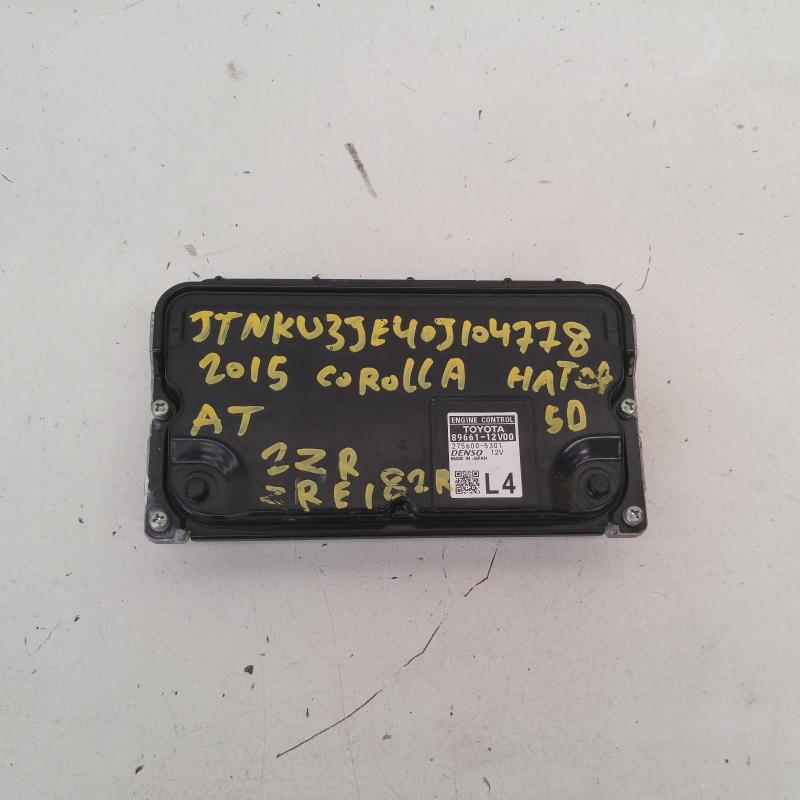 JTNKU3JE40J104778
2015 COROLLA HATCH
AT 5D
2ZR
ZRE182R
ENGINE CONTROL
TOYOTA
89661-12V00
275600-5301
DENSO 12V
MADE IN JAPAN
L4